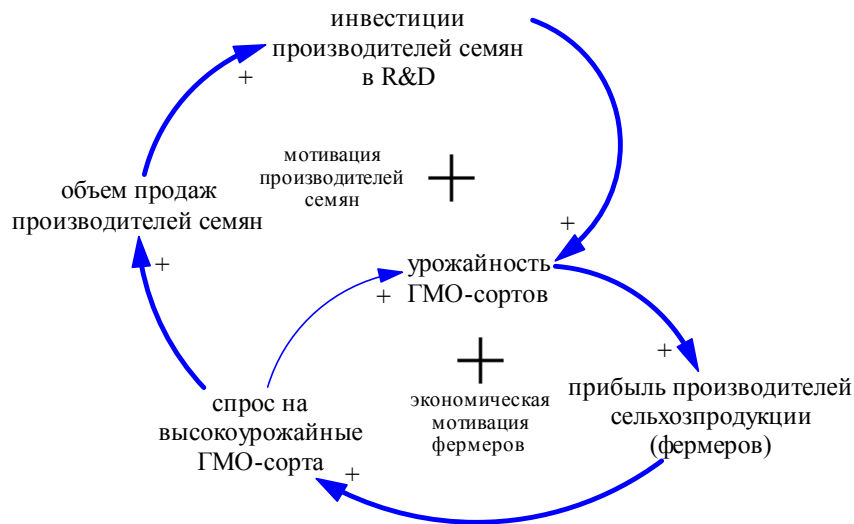 инвестиции
производителей семян
в R&D
+
мотивация
производителей
семян
+
объем продаж
производителей семян
+
+
урожайность
ГМО-сортов
+
+
+
прибыль производителей
сельхозпродукции
(фермеров)
экономическая
мотивация
фермеров
спрос на
высокоурожайные
ГМО-сорта
+
+